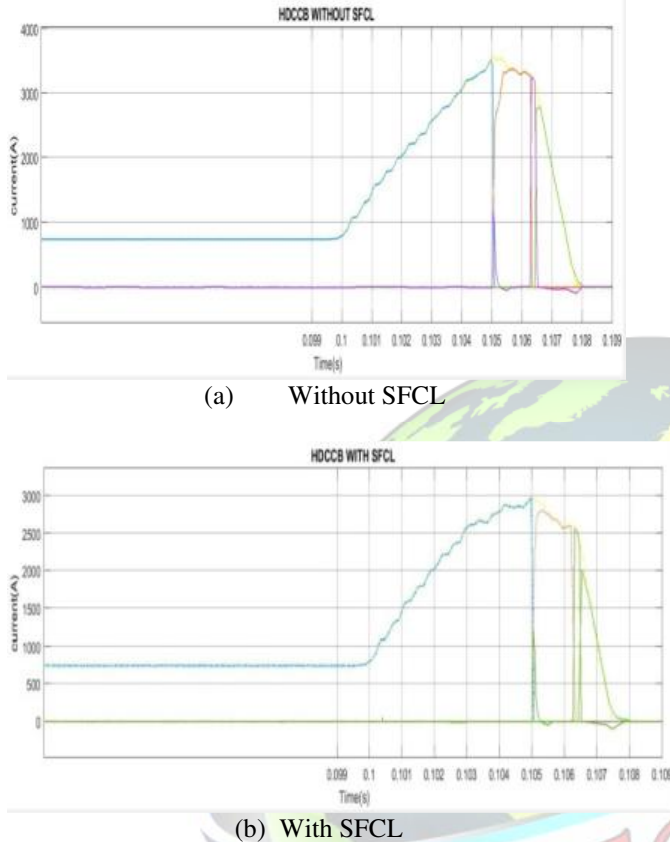 HDCCB WITHOUT SFCL
4000
3000
2000
1000
0
current(A)
0.099 0.1 0.101 0.102 0.103 0.104 0.105 0.106 0.107 0.108 0.109
Time(s)
(a) Without SFCL
HDCCB WITH SFCL
3000
2500
2000
1500
1000
500
0
current(A)
0.099 0.1 0.101 0.102 0.103 0.104 0.105 0.106 0.107 0.108
Time(s)
(b) With SFCL